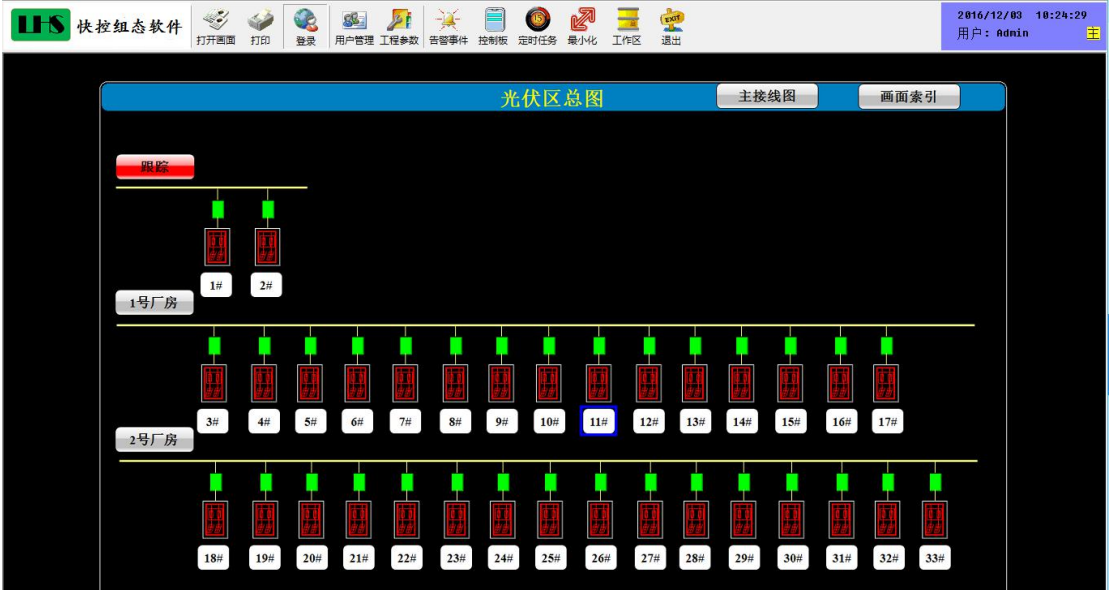 LHS 快控组态软件
打开画面 打印 登录 用户管理 工程参数 告警事件 控制板 定时任务 最小化 工作区 EXIT 退出
2016/12/03 10:24:29
用户: Admin 主
光伏区总图 主接线图 画面索引
跟踪
1# 2#
1号厂房
3# 4# 5# 6# 7# 8# 9# 10# 11# 12# 13# 14# 15# 16# 17#
2号厂房
18# 19# 20# 21# 22# 23# 24# 25# 26# 27# 28# 29# 30# 31# 32# 33#